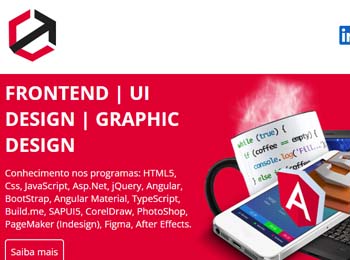 in
FRONTEND | UI
DESIGN | GRAPHIC
DESIGN
Conhecimento nos programas: HTML5,
Css, JavaScript, Asp.Net, jQuery, Angular,
BootStrap, Angular Material, TypeScript,
Build.me, SAPUI5, CorelDraw, PhotoShop,
PageMaker (Indesign), Figma, After Effects.
Saiba mais
while (true) {
if (coffee == empty) {
console.log('Fill...
} else
A